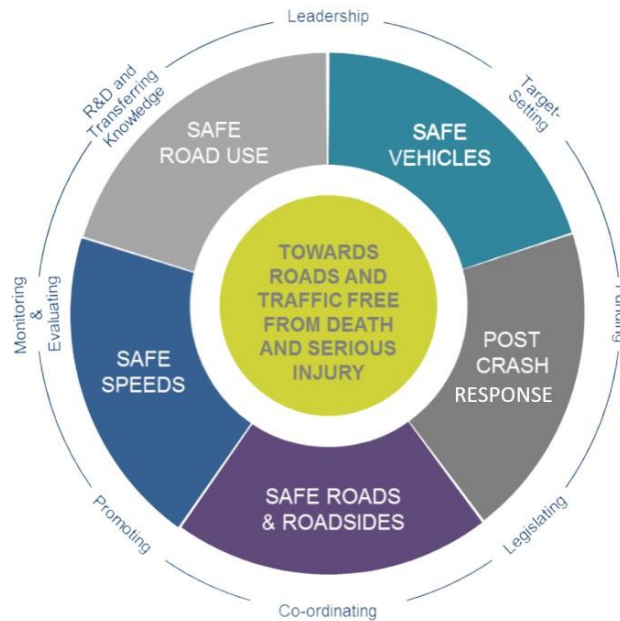 Leadership
R&D and
Transferring
Knowledge
Target-
Setting
SAFE
ROAD USE
SAFE
VEHICLES
TOWARDS
ROADS AND
TRAFFIC FREE
FROM DEATH
AND SERIOUS
INJURY
Monitoring
&
Evaluating
Funding
SAFE
SPEEDS
POST
CRASH
RESPONSE
SAFE ROADS
& ROADSIDES
Promoting
Legislating
Co-ordinating